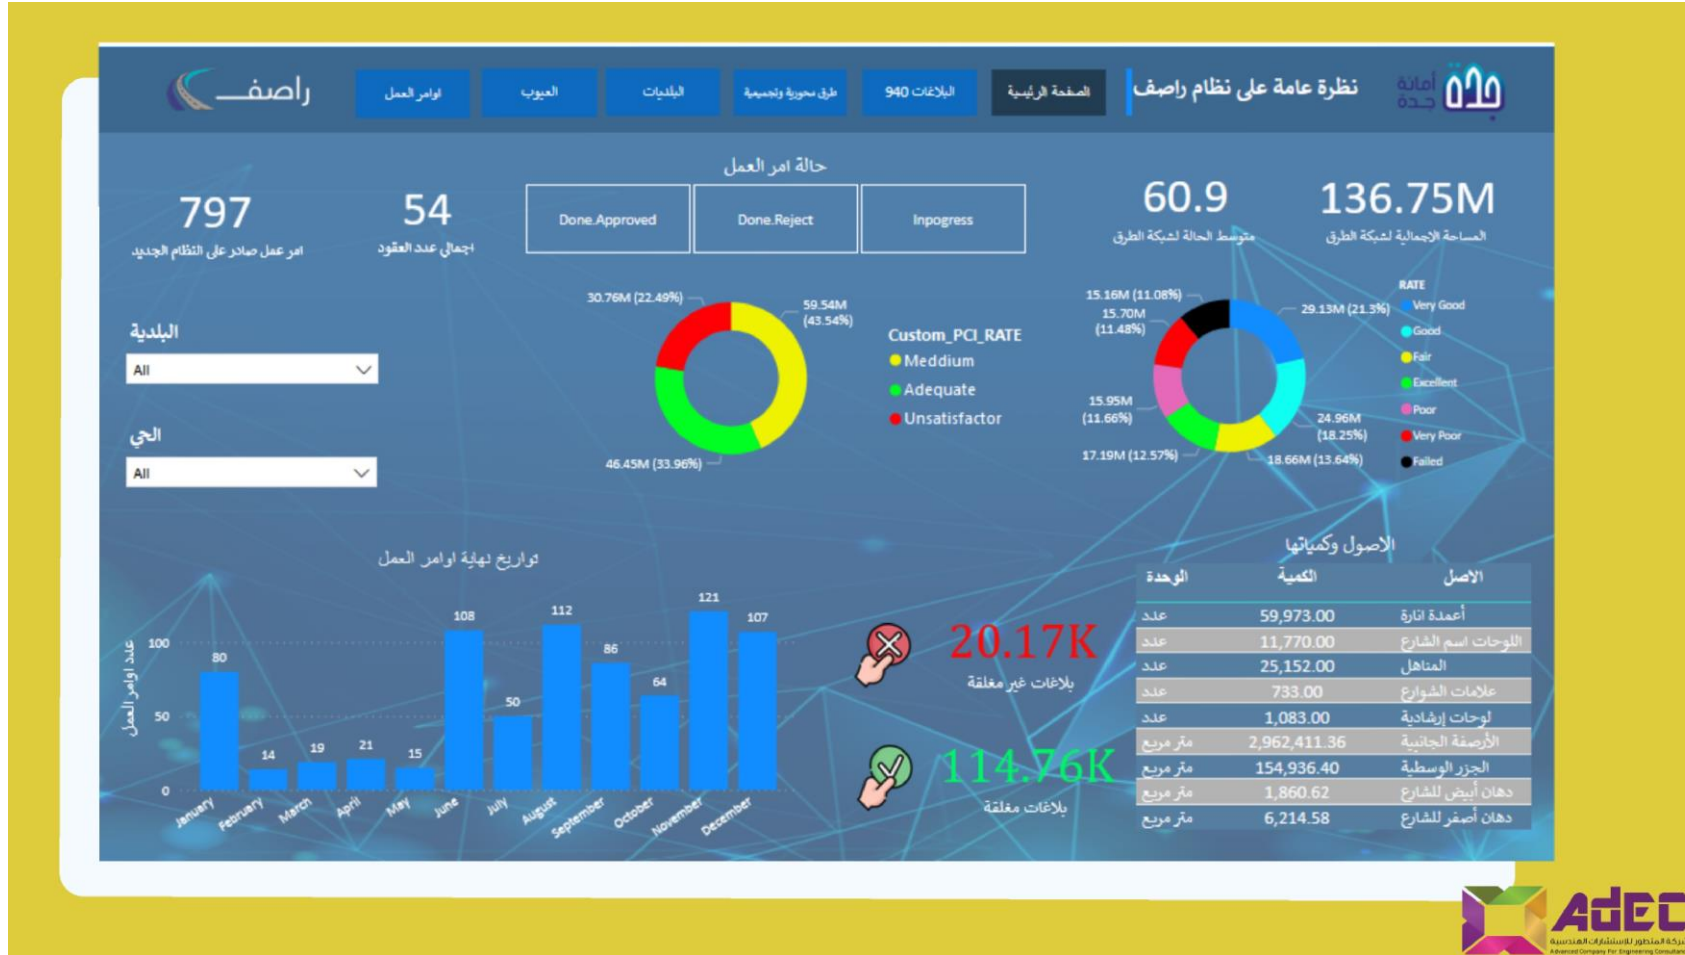 أمانة
جدة
نظرة عامة على نظام راصف
الصفحة الرئيسية
البلاغات 940
طرق محورية وتجميعية
البلديات
العيوب
اوامر العمل
راصف
136.75M
المساحة الاجمالية لشبكة الطرق
60.9
متوسط الحالة لشبكة الطرق
حالة امر العمل
Done.Approved
Done.Reject
Inpogress
54
اجمالي عدد العقود
797
امر عمل صادر على النظام الجديد
البلدية
All
الحي
All
30.76M (22.49%)
59.54M
(43.54%)
46.45M (33.96%)
Custom_PCI_RATE
Meddium
Adequate
Unsatisfactor
15.16M (11.08%)
15.70M
(11.48%)
15.95M
(11.66%)
17.19M (12.57%)
29.13M (21.3%)
24.96M
(18.25%)
18.66M (13.64%)
RATE
Very Good
Good
Fair
Excellent
Poor
Very Poor
Failed
تواريخ نهاية اوامر العمل
عدد اوامر العمل
100
50
0
80
14
19
21
15
108
50
112
86
64
121
107
January
February
March
April
May
June
July
August
September
October
November
December
20.17K
بلاغات غير مغلقة
114.76K
بلاغات مغلقة
الاصول وكمياتها
الاصل الكمية الوحدة
أعمدة انارة 59,973.00 عدد
اللوحات اسم الشارع 11,770.00 عدد
المناهل 25,152.00 عدد
علامات الشوارع 733.00 عدد
لوحات إرشادية 1,083.00 عدد
الأرصفة الجانبية 2,962,411.36 متر مربع
الجزر الوسطية 154,936.40 متر مربع
دهان أبيض للشارع 1,860.62 متر مربع
دهان أصفر للشارع 6,214.58 متر مربع
AdEC
شركة المتطور للإستشارات الهندسية
Advanced Company For Engineering